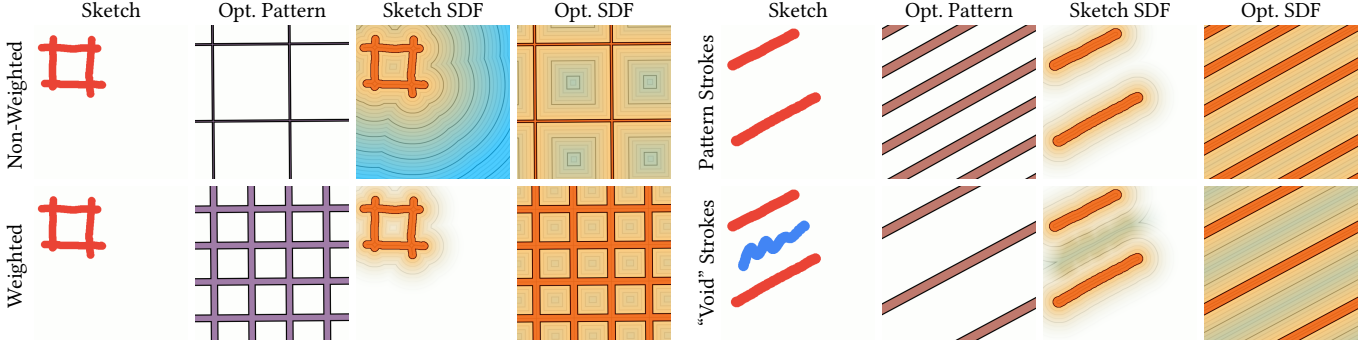 Sketch Opt. Pattern Sketch SDF Opt. SDF Sketch Opt. Pattern Sketch SDF Opt. SDF
Non-Weighted
Pattern Strokes
Weighted
“Void” Strokes